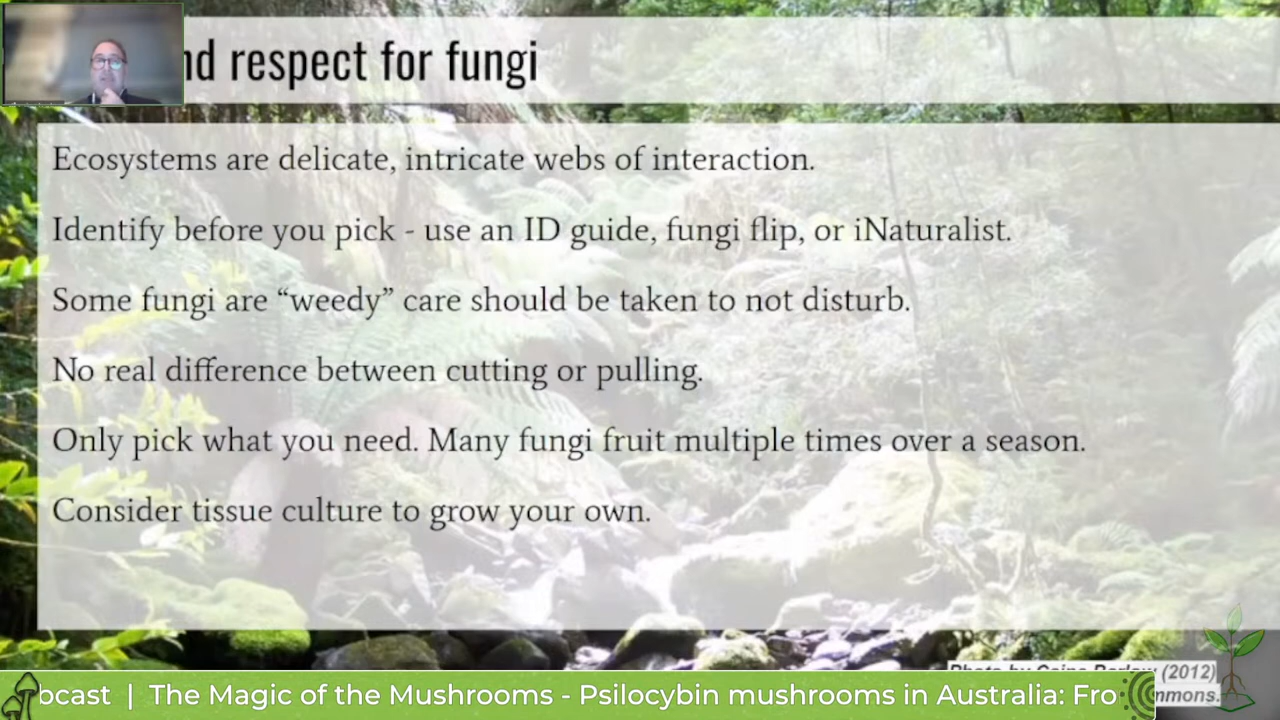 nd respect for fungi
Ecosystems are delicate, intricate webs of interaction.
Identify before you pick - use an ID guide, fungi flip, or iNaturalist.
Some fungi are “weedy” care should be taken to not disturb.
No real difference between cutting or pulling.
Only pick what you need. Many fungi fruit multiple times over a season.
Consider tissue culture to grow your own.
(2012)
bcast | The Magic of the Mushrooms - Psilocybin mushrooms in Australia: Fro
mmons.